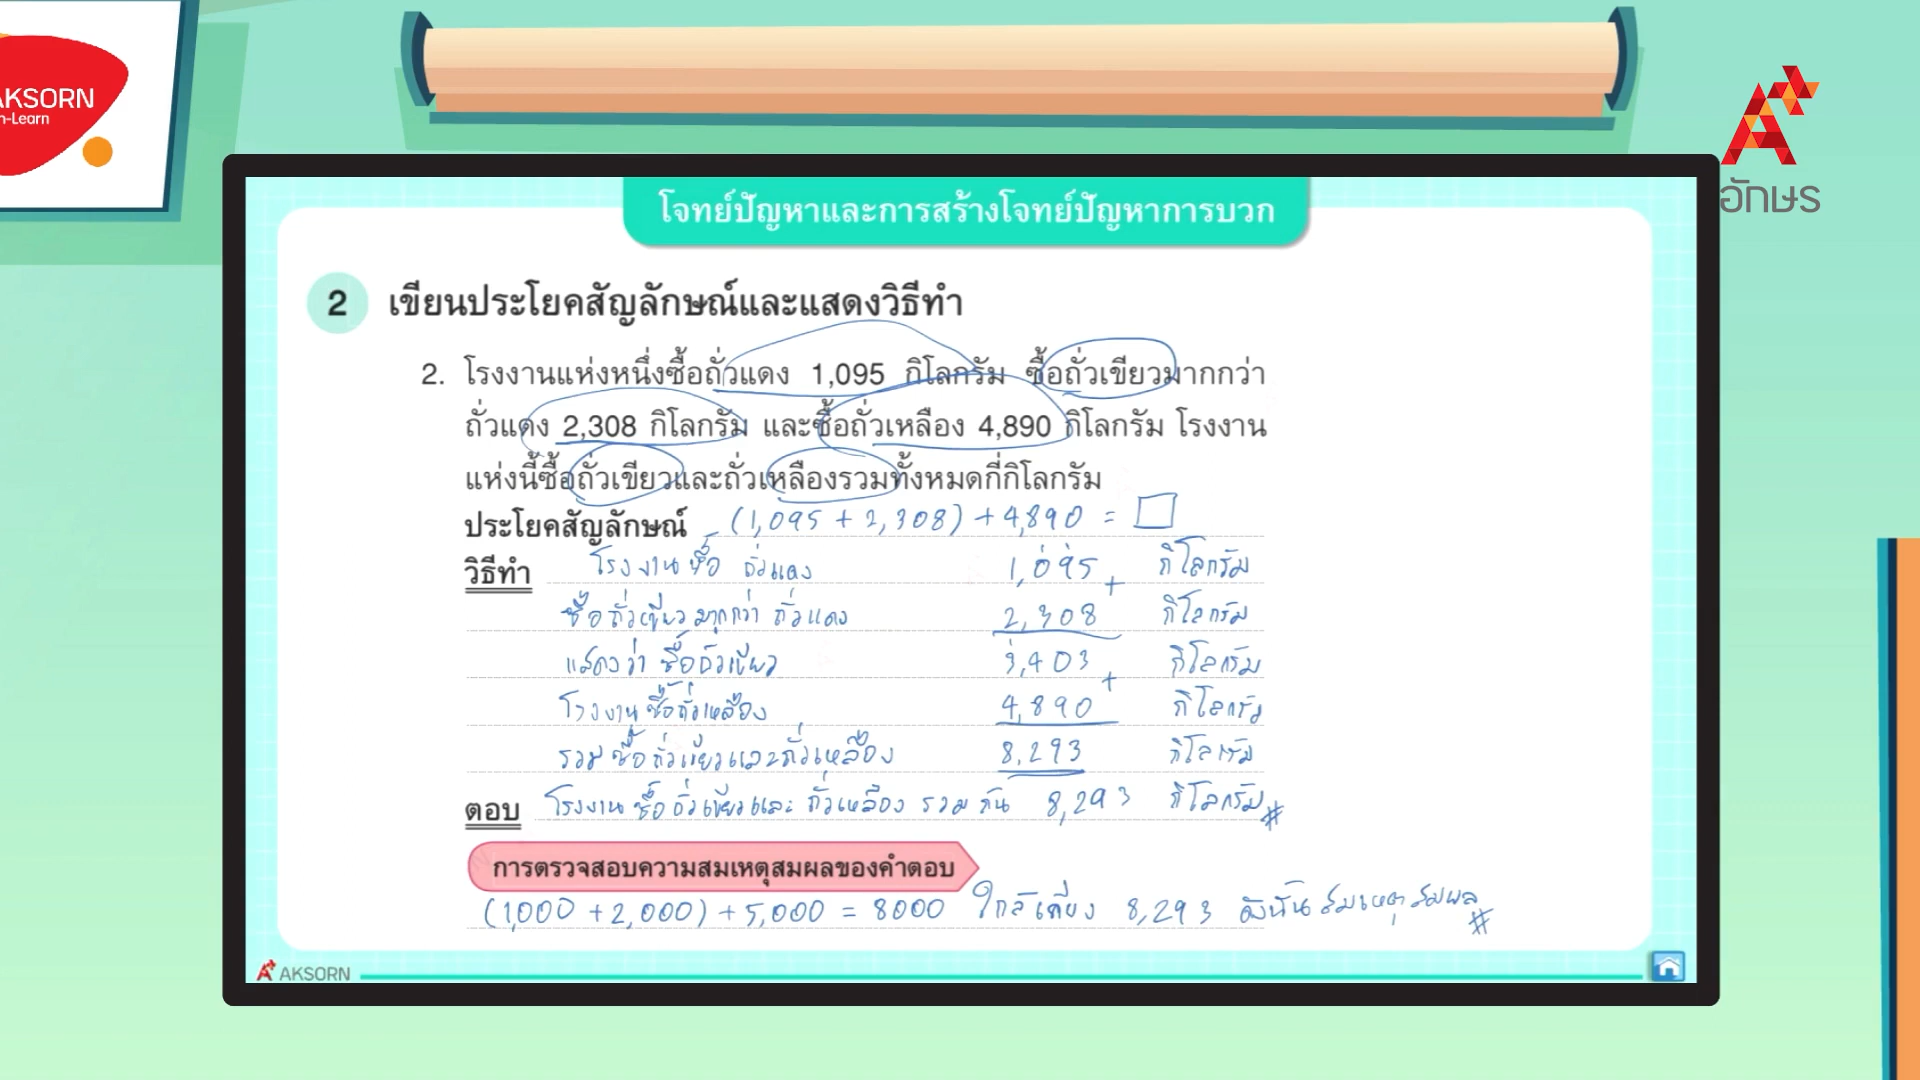 AKSORN
n-Learn
อักษร
โจทย์ปัญหาและการสร้างโจทย์ปัญหาการบวก
2 เขียนประโยคสัญลักษณ์และแสดงวิธีทำ
2. โรงงานแห่งหนึ่งซื้อถั่วแดง 1,095 กิโลกรัม ซื้อถั่วเขียวมากกว่า
ถั่วแดง 2,308 กิโลกรัม และซื้อถั่วเหลือง 4,890 กิโลกรัม โรงงาน
แห่งนี้ซื้อถั่วเขียวและถั่วเหลืองรวมทั้งหมดกี่กิโลกรัม
ประโยคสัญลักษณ์ (1,095 + 2,308) + 4,890 = □
วิธีทำ โรงงานซื้อ ถั่วแดง 1,095 กิโลกรัม
+
ซื้อถั่วเขียวมากกว่า ถั่วแดง 2,308 กิโลกรัม
แสดงว่า ซื้อถั่วเขียว 3,403 กิโลกรัม
+
โรงงานซื้อถั่วเหลือง 4,890 กิโลกรัม
รวมซื้อถั่วเขียวและถั่วเหลือง 8,293 กิโลกรัม
ตอบ โรงงานซื้อถั่วเขียวและ ถั่วเหลือง รวมกัน 8,293 กิโลกรัม#
การตรวจสอบความสมเหตุสมผลของคำตอบ
(1,000 + 2,000) + 5,000 = 8000 ใกล้เคียง 8,293 ดังนั้นสมเหตุสมผล#
AKSORN